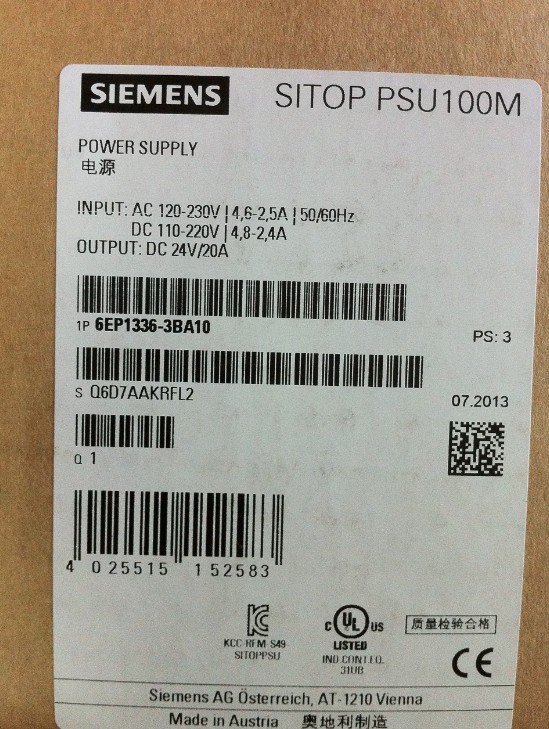 SIEMENS SITOP PSU100M
POWER SUPPLY
电源
INPUT: AC 120-230V | 4,6-2,5A | 50/60Hz
DC 110-220V | 4,8-2,4A
OUTPUT: DC 24V/20A
1P 6EP1336-3BA10
PS: 3
S Q6D7AAKRFL2
07.2013
Q 1
4 025515 152583
KCC-REM-S49
SITOPPSU
C UL US
LISTED
IND.CONT.EQ.
31UB
质量检验合格
CE
Siemens AG Österreich, AT-1210 Vienna
Made in Austria 奥地利制造